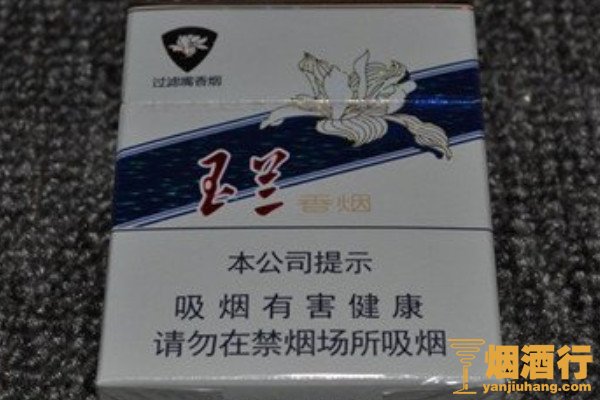 过滤嘴香烟
玉兰 香烟
本公司提示
吸烟有害健康
请勿在禁烟场所吸烟
烟酒行
yanjiuhang.com